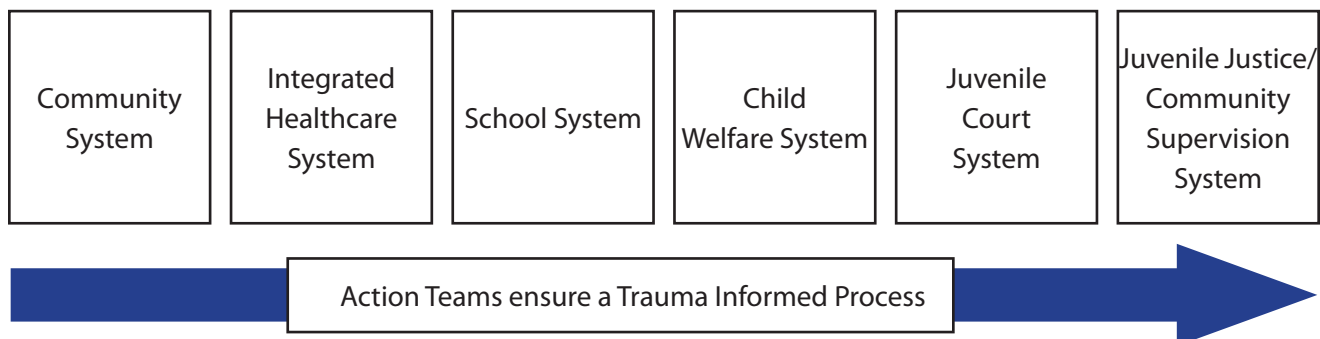 Community
System
Integrated
Healthcare
System
School System
Child
Welfare System
Juvenile
Court
System
Juvenile Justice/
Community
Supervision
System
Action Teams ensure a Trauma Informed Process